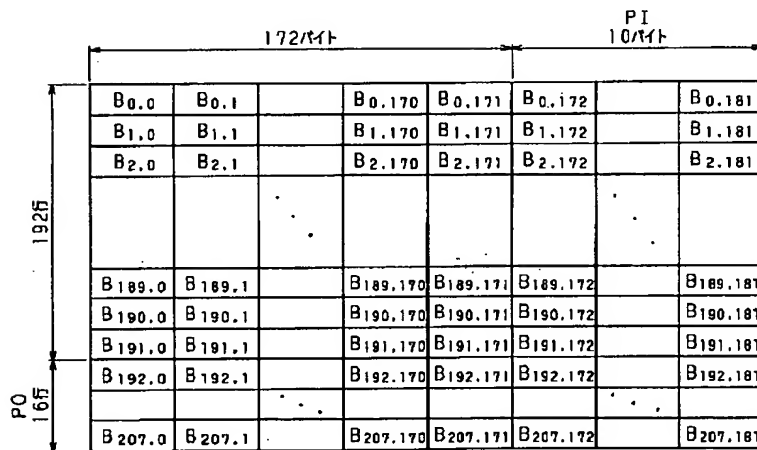 PI
172バイト 10バイト
B0.0 B0.1 B0.170 B0.171 B0.172 B0.181
B1.0 B1.1 B1.170 B1.171 B1.172 B1.181
B2.0 B2.1 B2.170 B2.171 B2.172 B2.181
192行
B189.0 B189.1 B189.170 B189.171 B189.172 B189.181
B190.0 B190.1 B190.170 B190.171 B190.172 B190.181
B191.0 B191.1 B191.170 B191.171 B191.172 B191.181
PO
16行
B192.0 B192.1 B192.170 B192.171 B192.172 B192.181
B207.0 B207.1 B207.170 B207.171 B207.172 B207.181